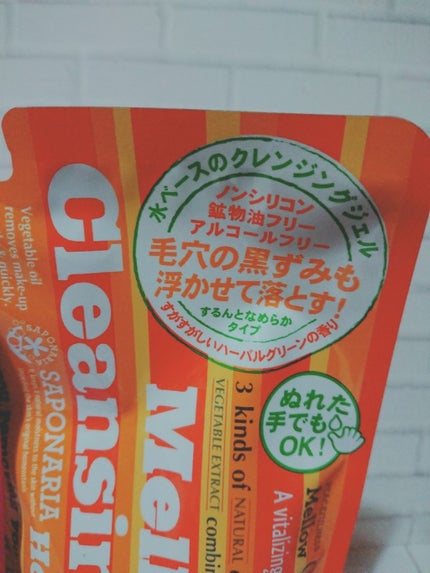 水ベースのクレンジングジェル
ノンシリコン
鉱物油フリー
アルコールフリー
毛穴の黒ずみも
浮かせて落とす!
するんとなめらか
タイプ
すがすがしいハーバルグリーンの香り
ぬれた
手でも
OK!
Vegetable oil
removes make-up
quickly.
Cleansin
SAPONARIA
Mel
3 kinds of NATURAL
VEGETABLE EXTRACT combi
Mellow
A vitalizing